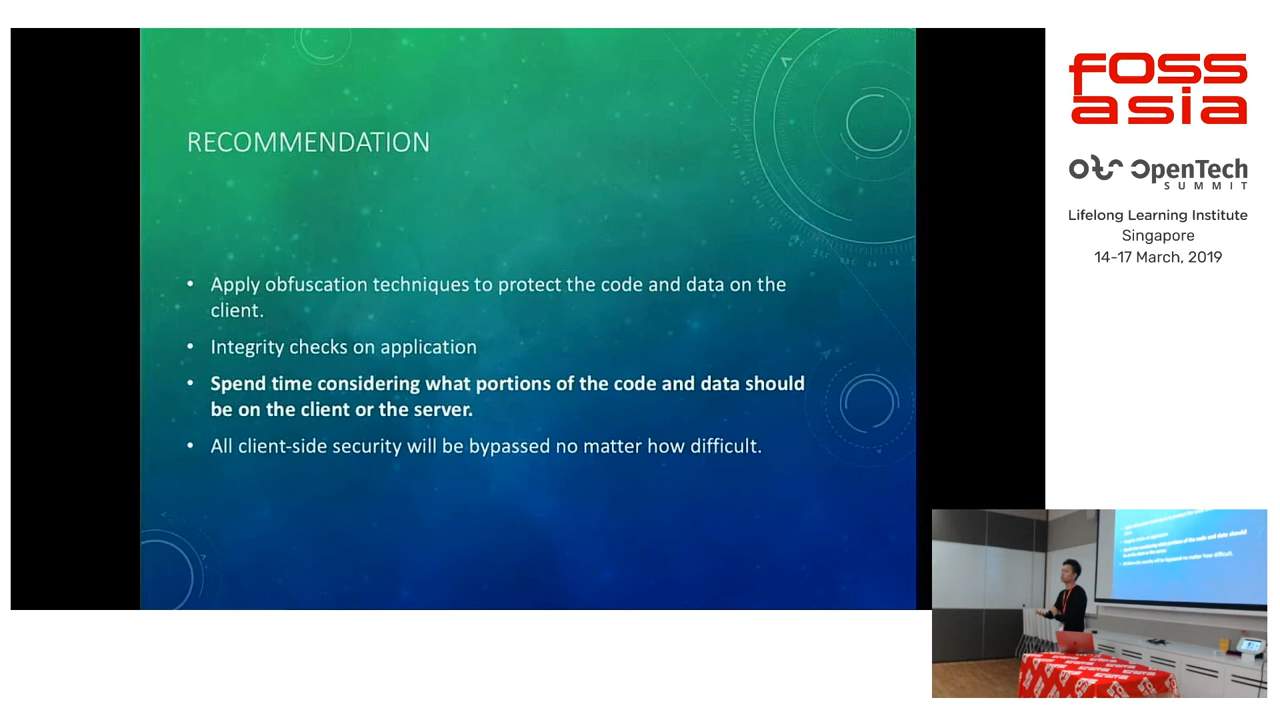 RECOMMENDATION
• Apply obfuscation techniques to protect the code and data on the
client.
• Integrity checks on application
• Spend time considering what portions of the code and data should
be on the client or the server.
• All client-side security will be bypassed no matter how difficult.
fOSS
asia
OpenTech
SUMMIT
Lifelong Learning Institute
Singapore
14-17 March, 2019